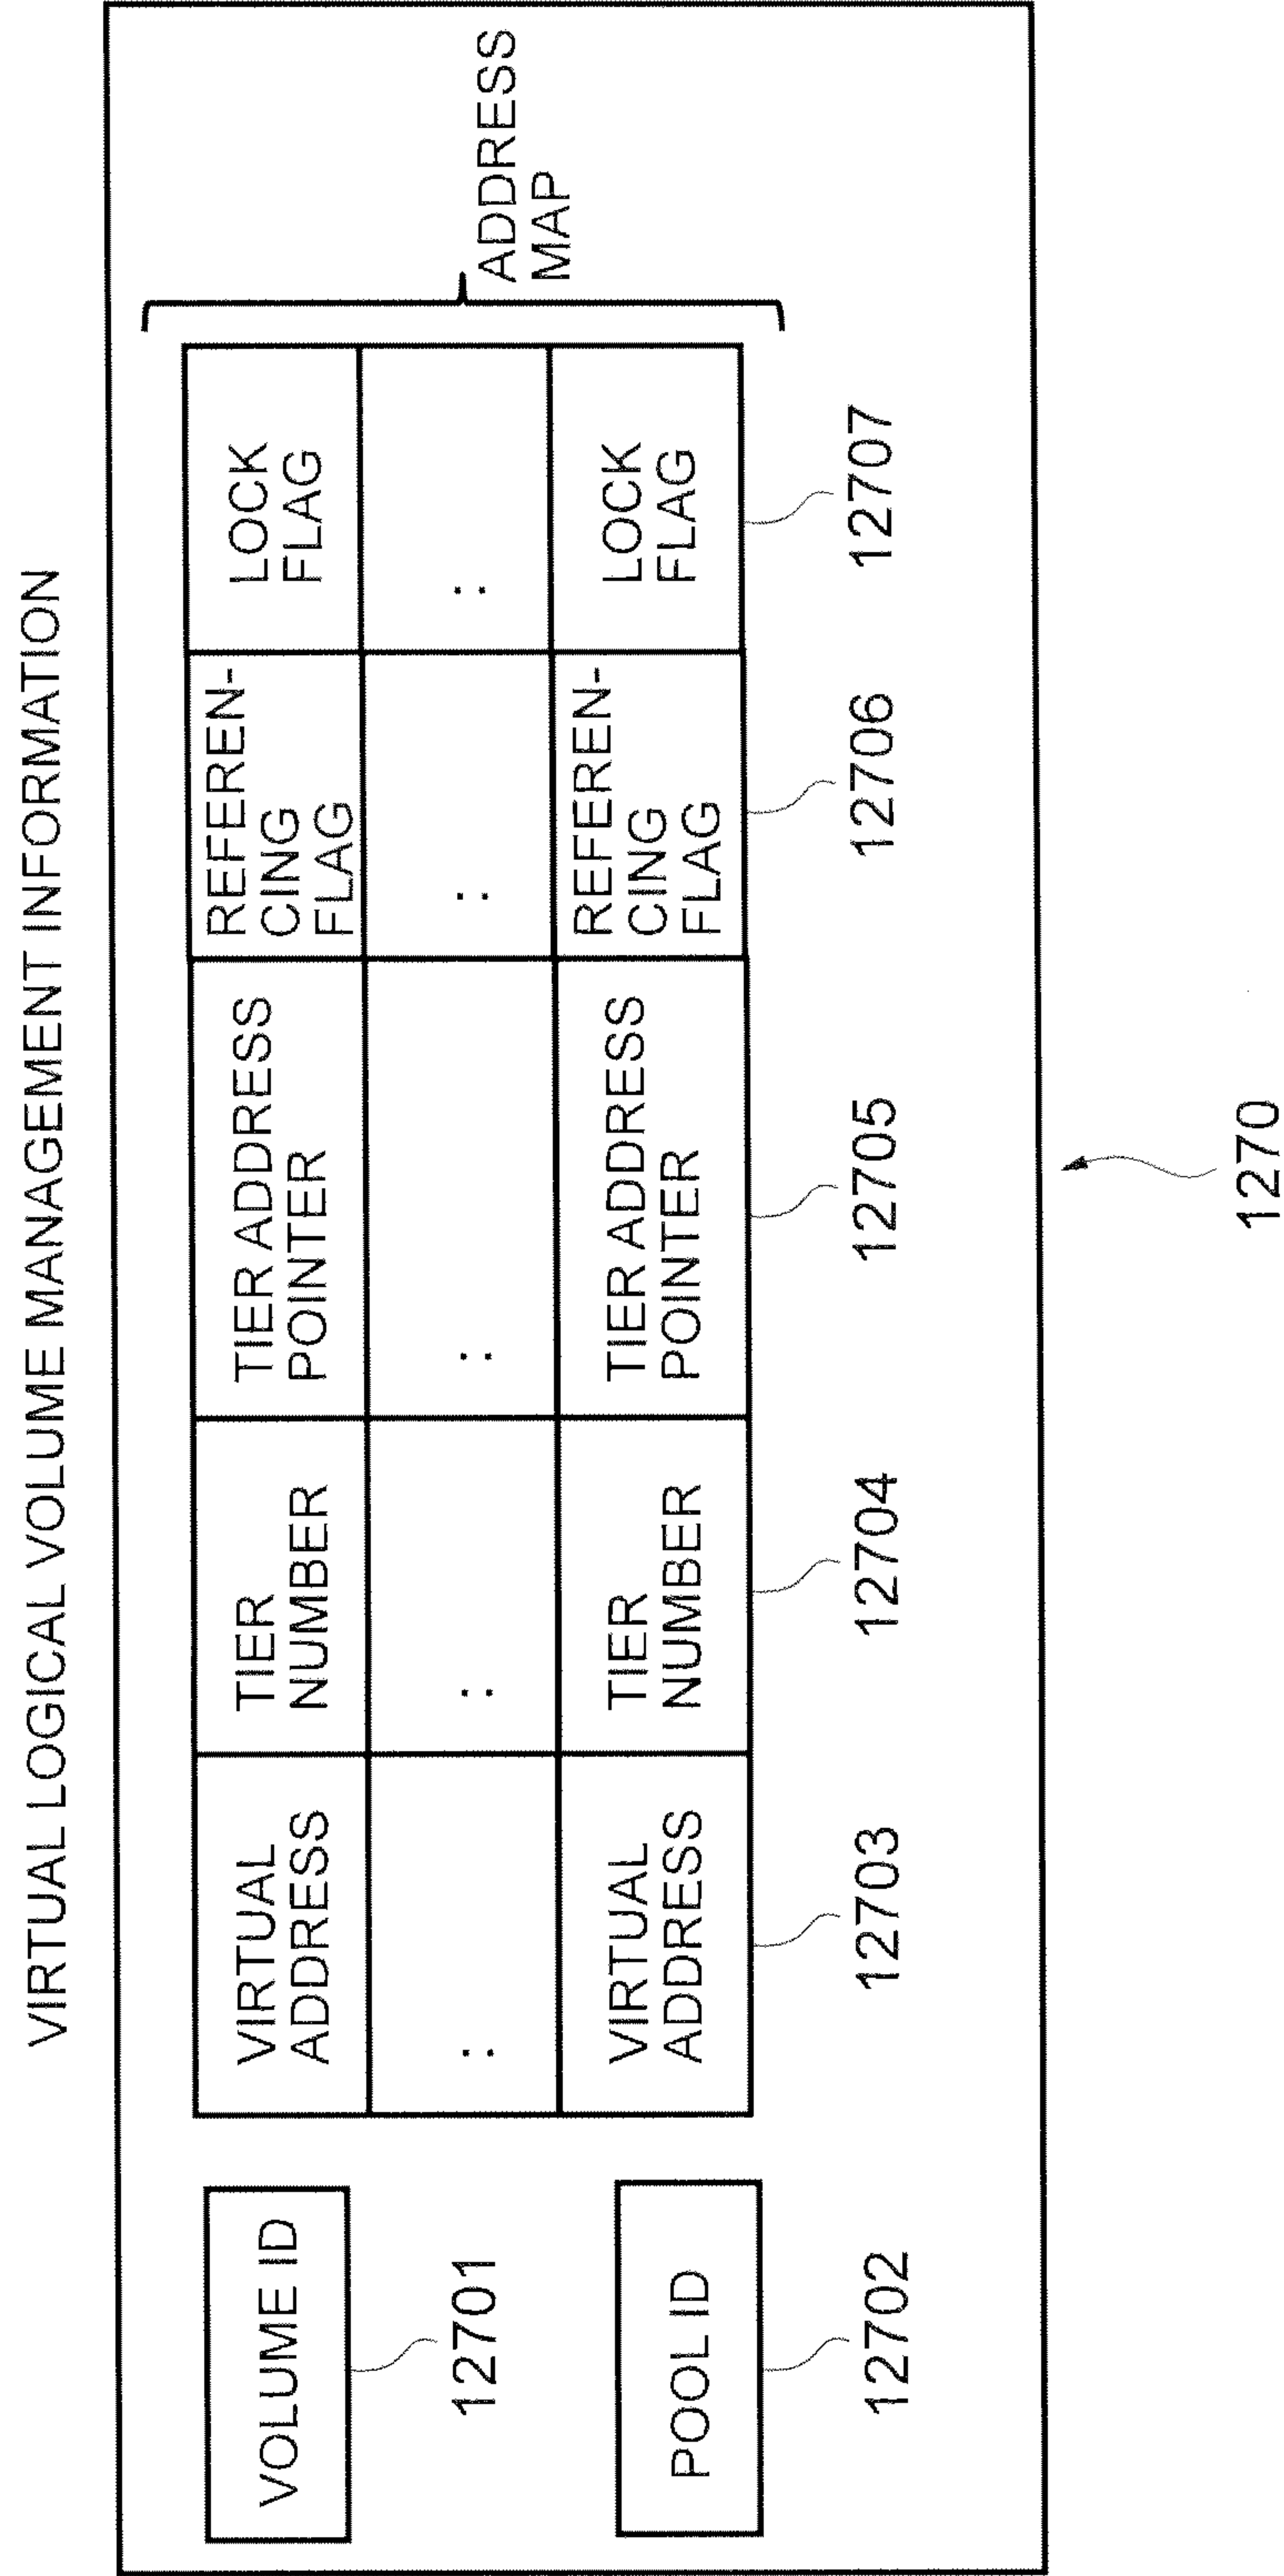 VIRTUAL LOGICAL VOLUME MANAGEMENT INFORMATION
VOLUME ID
12701
POOL ID
12702
VIRTUAL
ADDRESS
TIER
NUMBER
TIER ADDRESS
POINTER
REFEREN-
CING
FLAG
LOCK
FLAG
:
:
:
:
:
VIRTUAL
ADDRESS
TIER
NUMBER
TIER ADDRESS
POINTER
REFEREN-
CING
FLAG
LOCK
FLAG
12703
12704
12705
12706
12707
ADDRESS
MAP
1270